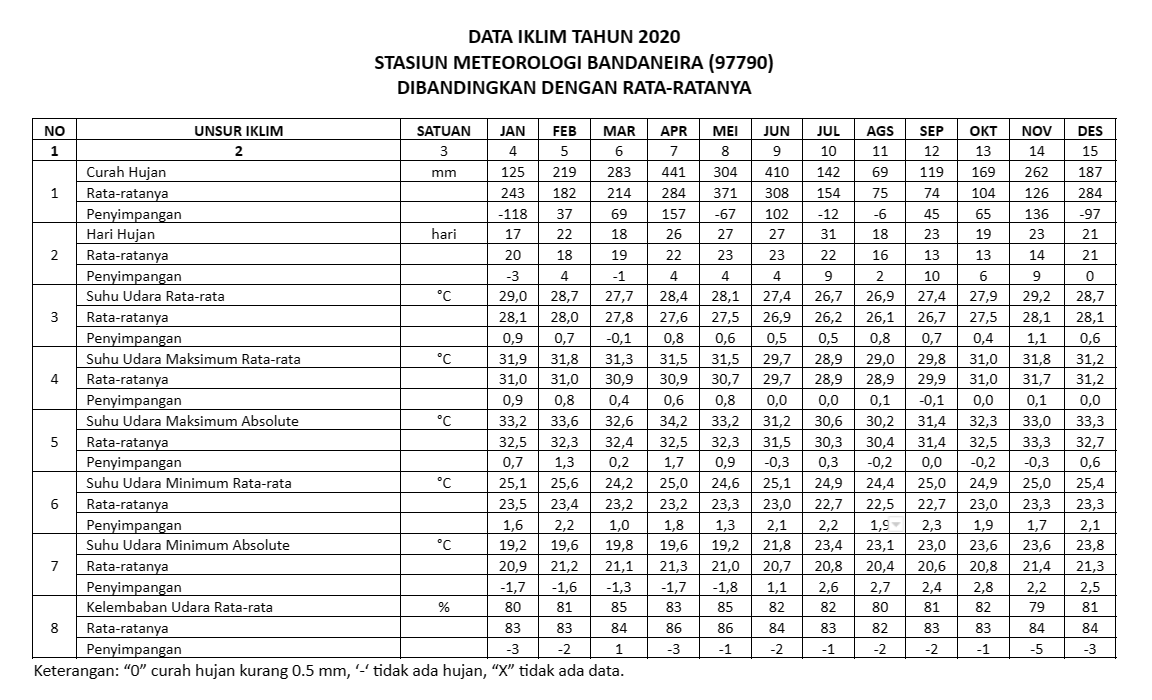 DATA IKLIM TAHUN 2020
STASIUN METEOROLOGI BANDANEIRA (97790)
DIBANDINGKAN DENGAN RATA-RATANYA
NO UNSUR IKLIM SATUAN JAN FEB MAR APR MEI JUN JUL AGS SEP OKT NOV DES
1 2 3 4 5 6 7 8 9 10 11 12 13 14 15
Curah Hujan mm 125 219 283 441 304 410 142 69 119 169 262 187
1 Rata-ratanya 243 182 214 284 371 308 154 75 74 104 126 284
Penyimpangan -118 37 69 157 -67 102 -12 -6 45 65 136 -97
Hari Hujan hari 17 22 18 26 27 27 31 18 23 19 23 21
2 Rata-ratanya 20 18 19 22 23 23 22 16 13 13 14 21
Penyimpangan -3 4 -1 4 4 4 9 2 10 6 9 0
Suhu Udara Rata-rata °C 29,0 28,7 27,7 28,4 28,1 27,4 26,7 26,9 27,4 27,9 29,2 28,7
3 Rata-ratanya 28,1 28,0 27,8 27,6 27,5 26,9 26,2 26,1 26,7 27,5 28,1 28,1
Penyimpangan 0,9 0,7 -0,1 0,8 0,6 0,5 0,5 0,8 0,7 0,4 1,1 0,6
Suhu Udara Maksimum Rata-rata °C 31,9 31,8 31,3 31,5 31,5 29,7 28,9 29,0 29,8 31,0 31,8 31,2
4 Rata-ratanya 31,0 31,0 30,9 30,9 30,7 29,7 28,9 28,9 29,9 31,0 31,7 31,2
Penyimpangan 0,9 0,8 0,4 0,6 0,8 0,0 0,0 0,1 -0,1 0,0 0,1 0,0
Suhu Udara Maksimum Absolute °C 33,2 33,6 32,6 34,2 33,2 31,2 30,6 30,2 31,4 32,3 33,0 33,3
5 Rata-ratanya 32,5 32,3 32,4 32,5 32,3 31,5 30,3 30,4 31,4 32,5 33,3 32,7
Penyimpangan 0,7 1,3 0,2 1,7 0,9 -0,3 0,3 -0,2 0,0 -0,2 -0,3 0,6
Suhu Udara Minimum Rata-rata °C 25,1 25,6 24,2 25,0 24,6 25,1 24,9 24,4 25,0 24,9 25,0 25,4
6 Rata-ratanya 23,5 23,4 23,2 23,2 23,3 23,0 22,7 22,5 22,7 23,0 23,3 23,3
Penyimpangan 1,6 2,2 1,0 1,8 1,3 2,1 2,2 1,9 2,3 1,9 1,7 2,1
Suhu Udara Minimum Absolute °C 19,2 19,6 19,8 19,6 19,2 21,8 23,4 23,1 23,0 23,6 23,6 23,8
7 Rata-ratanya 20,9 21,2 21,1 21,3 21,0 20,7 20,8 20,4 20,6 20,8 21,4 21,3
Penyimpangan -1,7 -1,6 -1,3 -1,7 -1,8 1,1 2,6 2,7 2,4 2,8 2,2 2,5
Kelembaban Udara Rata-rata % 80 81 85 83 85 82 82 80 81 82 79 81
8 Rata-ratanya 83 83 84 86 86 84 83 82 83 83 84 84
Penyimpangan -3 -2 1 -3 -1 -2 -1 -2 -2 -1 -5 -3
Keterangan: “0” curah hujan kurang 0.5 mm, ‘-‘ tidak ada hujan, “X” tidak ada data.